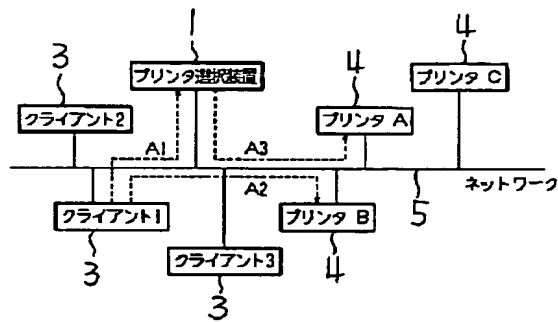 1
4
プリンタ選択装置
プリンタ C
3
4
クライアント2
プリンタ A
A1
A3
ネットワーク
A2
5
クライアント1
プリンタ B
3
クライアント3
4
3